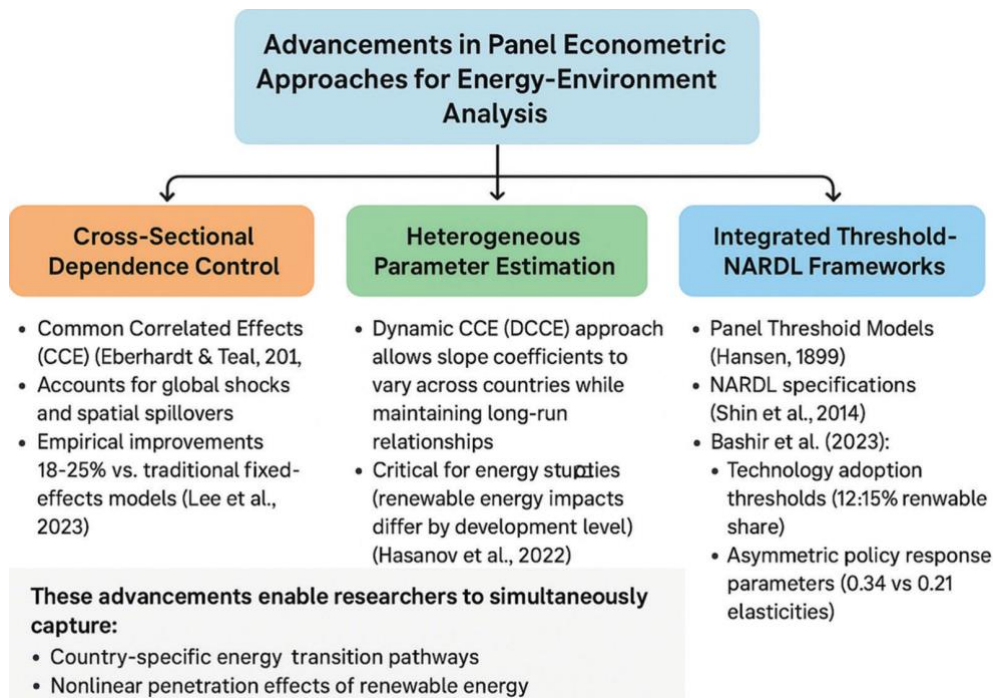 Advancements in Panel Econometric
Approaches for Energy-Environment
Analysis
Cross-Sectional
Dependence Control
• Common Correlated Effects
(CCE) (Eberhardt & Teal, 201,
• Accounts for global shocks
and spatial spillovers
• Empirical improvements
18-25% vs. traditional fixed-
effects models (Lee et al.,
2023)
Heterogeneous
Parameter Estimation
• Dynamic CCE (DCCE) approach
allows slope coefficients to
vary across countries while
maintaining long-run
relationships
• Critical for energy
(renewable energy impacts
differ by development level)
(Hasanov et al., 2022)
Integrated Threshold-
NARDL Frameworks
• Panel Threshold Models
(Hansen, 1899)
• NARDL specifications
(Shin et al., 2014)
• Bashir et al. (2023):
• Technology adoption
thresholds (12:15% renwable
share)
• Asymmetric policy response
parameters (0.34 vs 0.21
elasticities)
These advancements enable researchers to simultaneously
capture:
• Country-specific energy transition pathways
• Nonlinear penetration effects of renewable energy